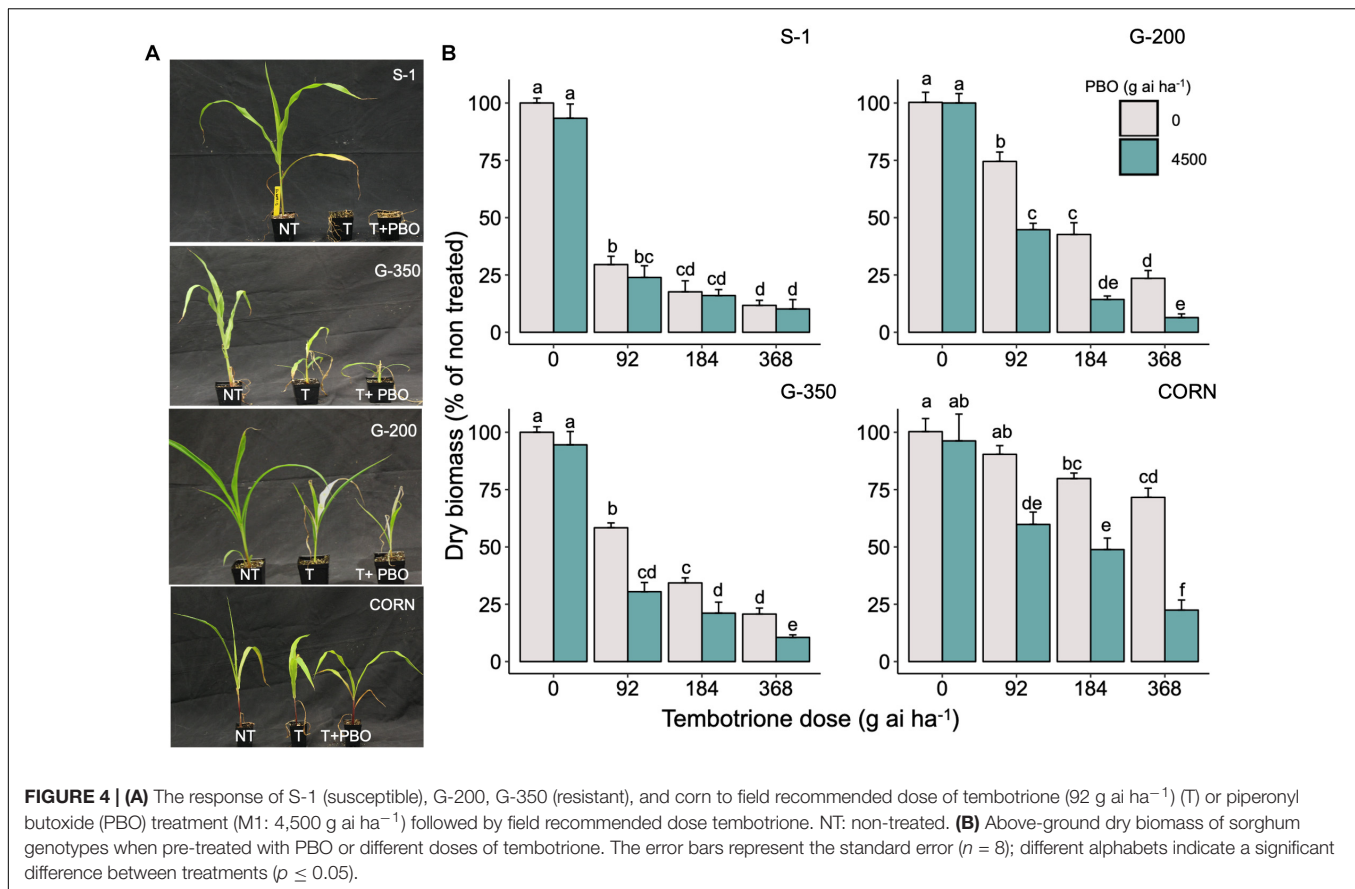 A
S-1
NT T T+PBO
G-350
NT T T+ PBO
G-200
NT T T+ PBO
CORN
NT T T+PBO
B
Dry biomass (% of non treated)
S-1
100
75
50
25
0
a a b bc cd cd d d
0 92 184 368
G-200
PBO (g ai ha⁻¹)
0
4500
100
75
50
25
0
a a b c c de d e
0 92 184 368
G-350
100
75
50
25
0
a a b cd c d d e
0 92 184 368
CORN
100
75
50
25
0
a ab ab de bc e cd f
0 92 184 368
Tembotrione dose (g ai ha⁻¹)
FIGURE 4 | (A) The response of S-1 (susceptible), G-200, G-350 (resistant), and corn to field recommended dose of tembotrione (92 g ai ha⁻¹) (T) or piperonyl
butoxide (PBO) treatment (M1: 4,500 g ai ha⁻¹) followed by field recommended dose tembotrione. NT: non-treated. (B) Above-ground dry biomass of sorghum
genotypes when pre-treated with PBO or different doses of tembotrione. The error bars represent the standard error (n = 8); different alphabets indicate a significant
difference between treatments (p ≤ 0.05).